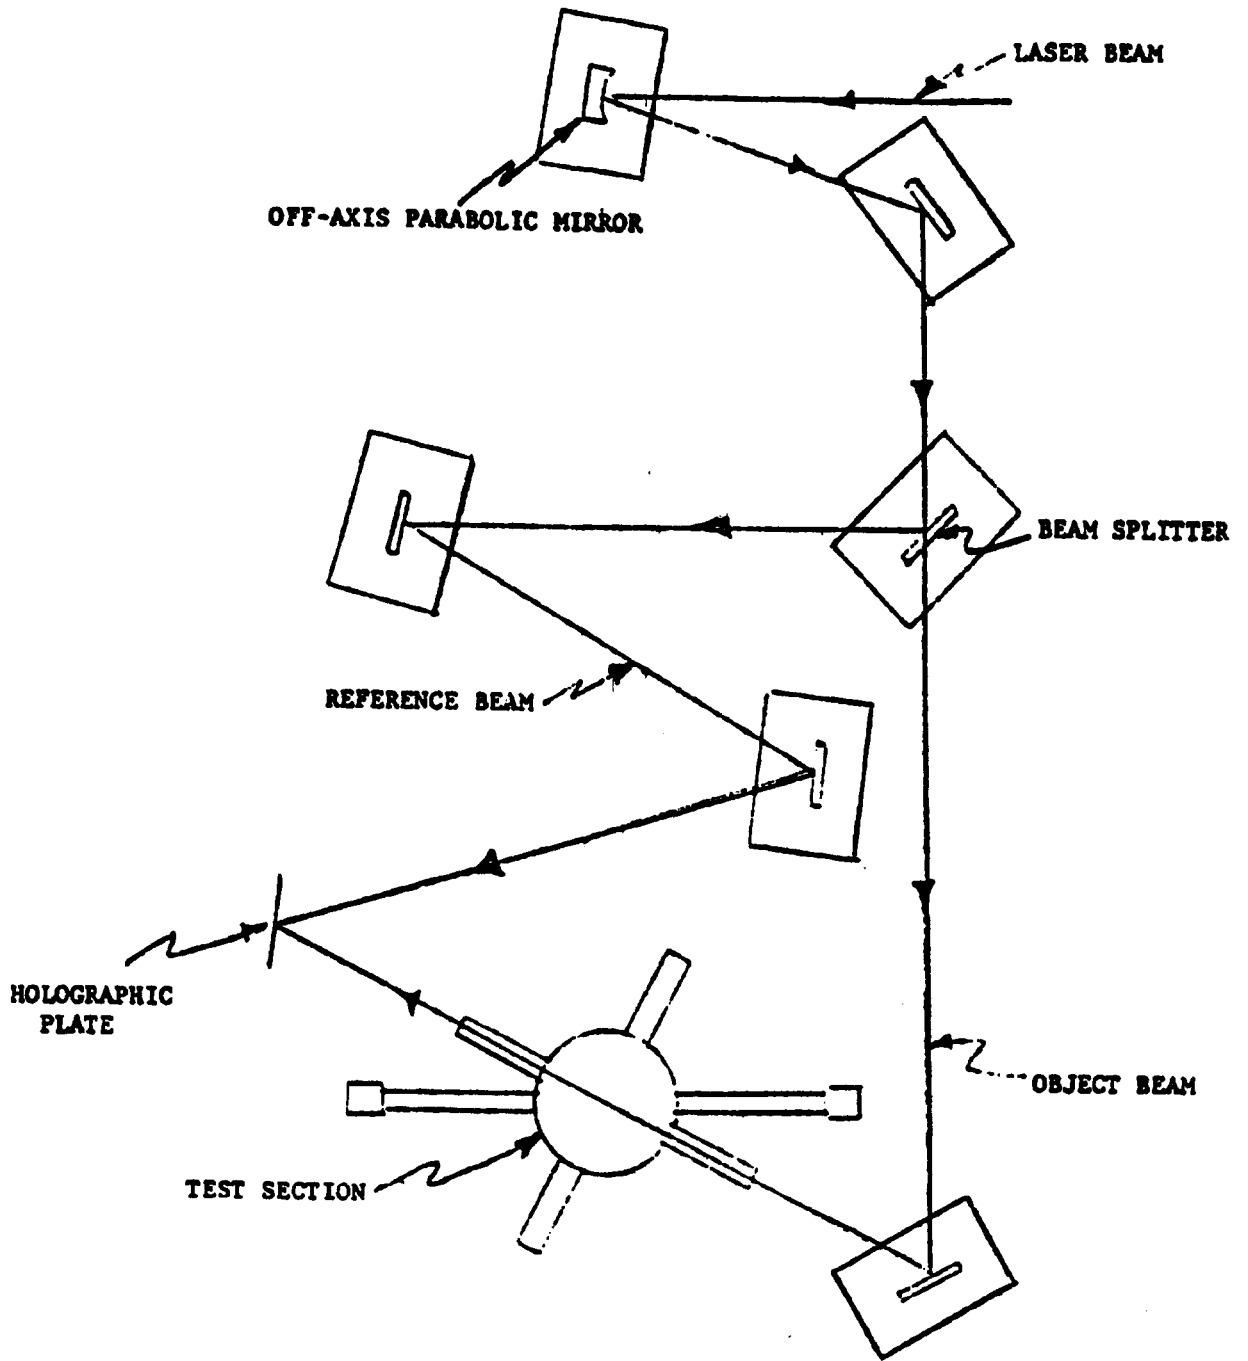 LASER BEAM
OFF-AXIS PARABOLIC MIRROR
BEAM SPLITTER
REFERENCE BEAM
HOLOGRAPHIC
PLATE
OBJECT BEAM
TEST SECTION